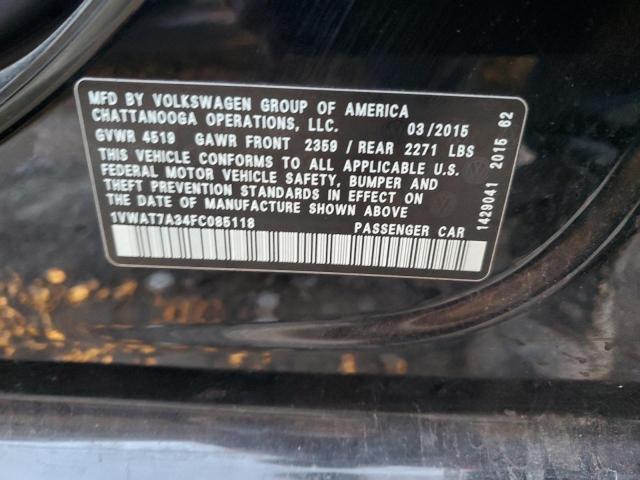 MFD BY VOLKSWAGEN GROUP OF AMERICA
CHATTANOOGA OPERATIONS, LLC. 03/2015
GVWR 4519 GAWR FRONT 2359 / REAR 2271 LBS
THIS VEHICLE CONFORMS TO ALL APPLICABLE U.S.
FEDERAL MOTOR VEHICLE SAFETY, BUMPER AND
THEFT PREVENTION STANDARDS IN EFFECT ON
THE DATE OF MANUFACTURE SHOWN ABOVE.
1VWAT7A34FC085118 PASSENGER CAR
1429041 2015 62